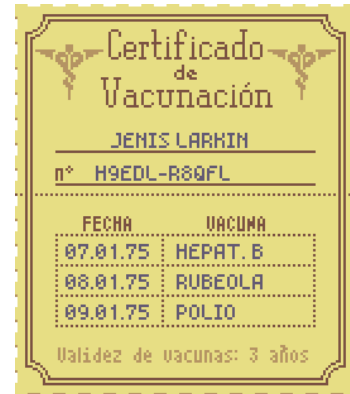 Certificado
de
Vacunación
JENIS LARKIN
nº H9EDL-R8QFL
FECHA VACUNA
07.01.75 HEPAT. B
08.01.75 RUBEOLA
09.01.75 POLIO
Validez de vacunas: 3 años